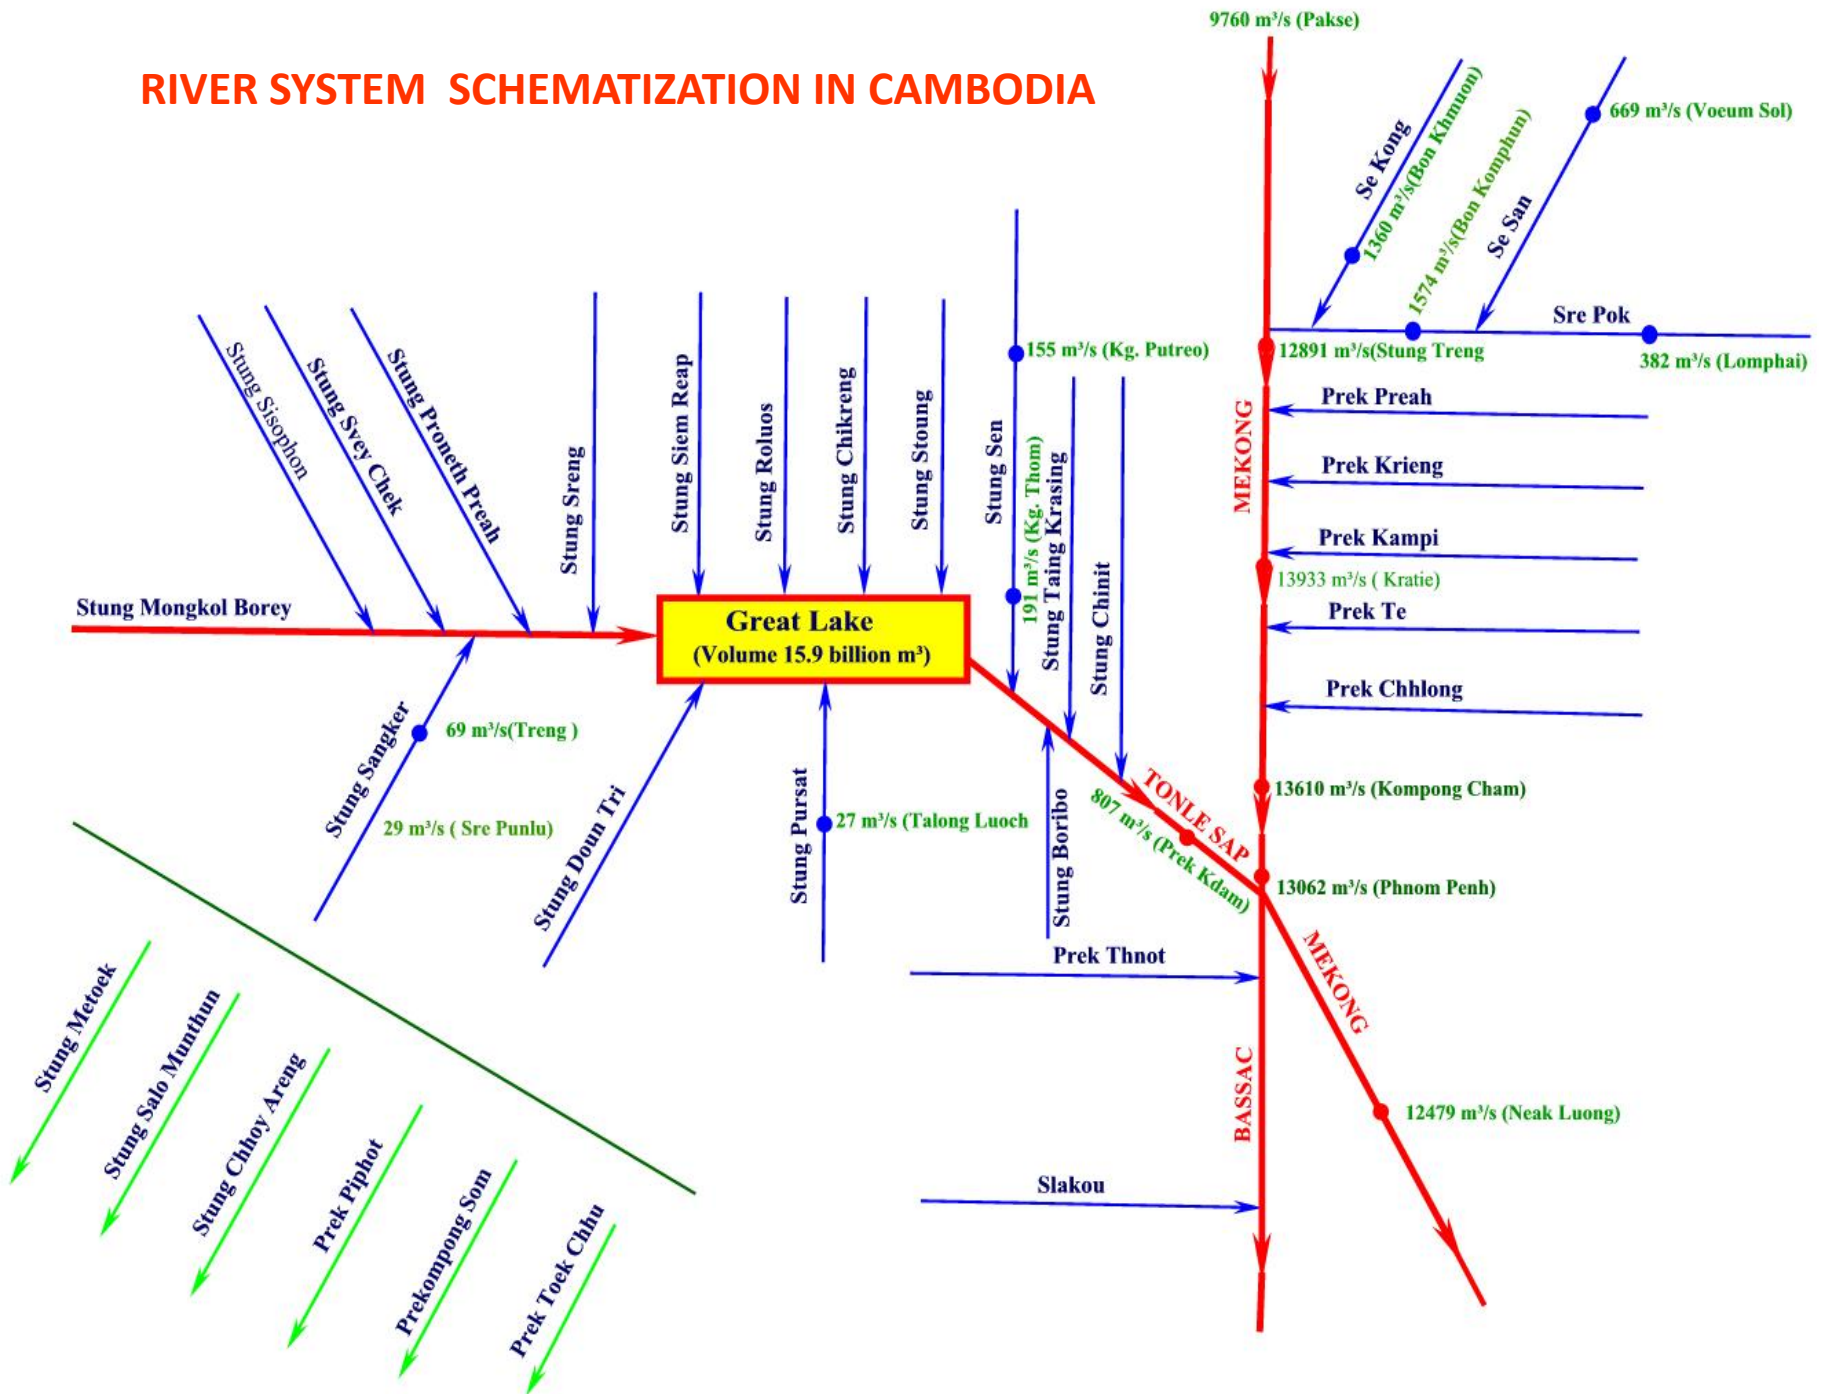 9760 m³/s (Pakse)
RIVER SYSTEM SCHEMATIZATION IN CAMBODIA
Se Kong
1360 m³/s(Bon Khmuon)
1574 m³/s(Bon Komphun)
Se San
669 m³/s (Voeum Sol)
Sre Pok
382 m³/s (Lomphai)
12891 m³/s(Stung Treng
Prek Preah
MEKONG
Prek Krieng
Prek Kampi
13933 m³/s ( Kratie)
Prek Te
Prek Chhlong
13610 m³/s (Kompong Cham)
13062 m³/s (Phnom Penh)
Stung Sisophon
Stung Svey Chek
Stung Proneth Preah
Stung Sreng
Stung Siem Reap
Stung Roluos
Stung Chikreng
Stung Stoung
Stung Sen
155 m³/s (Kg. Putreo)
191 m³/s (Kg. Thom)
Stung Taing Krasing
Stung Chinit
Stung Mongkol Borey
Great Lake
(Volume 15.9 billion m³)
Stung Sangker
69 m³/s(Treng )
29 m³/s ( Sre Punlu)
Stung Doun Tri
Stung Pursat
27 m³/s (Talong Luoch
Stung Boribo
TONLE SAP
807 m³/s (Prek Kdam)
Prek Thnot
MEKONG
BASSAC
12479 m³/s (Neak Luong)
Slakou
Stung Metoek
Stung Salo Munthun
Stung Chhoy Areng
Prek Piphot
Prekompong Som
Prek Toek Chhu